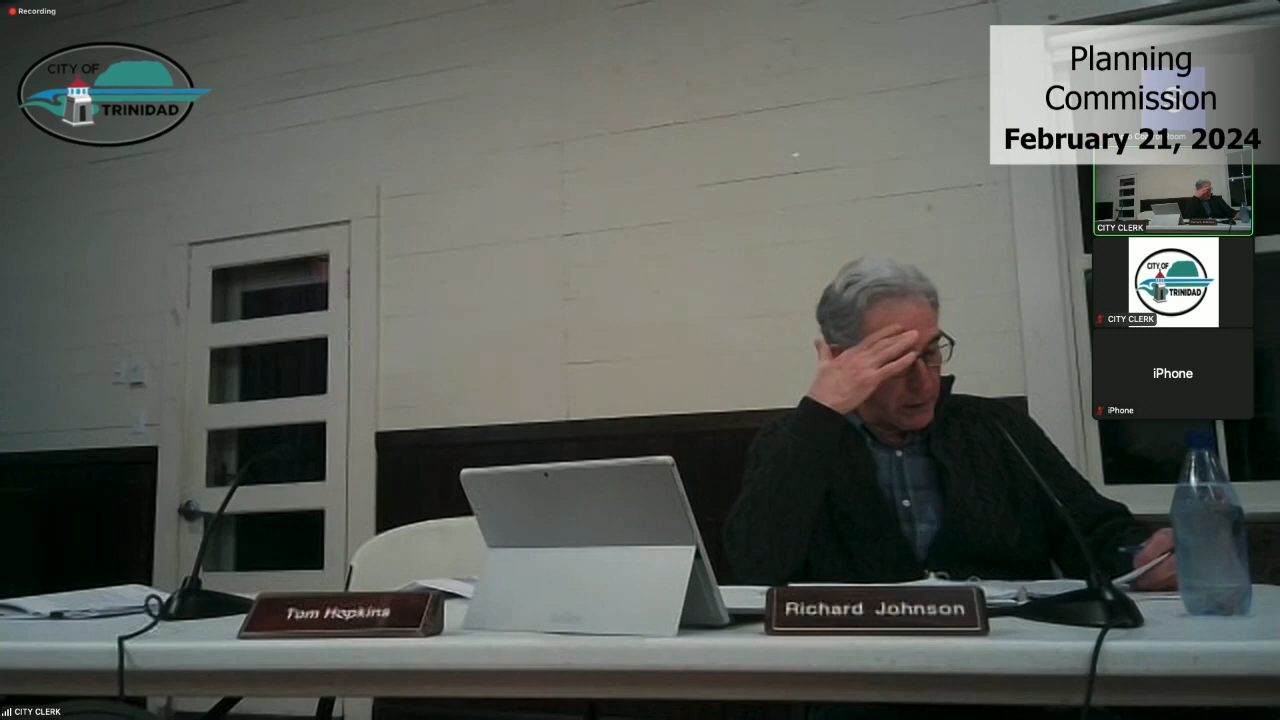 Recording
CITY OF
TRINIDAD
Planning
Commission
February 21, 2024
CITY CLERK
CITY OF
TRINIDAD
CITY CLERK
iPhone
iPhone
Tom Hopkins
Richard Johnson
CITY CLERK